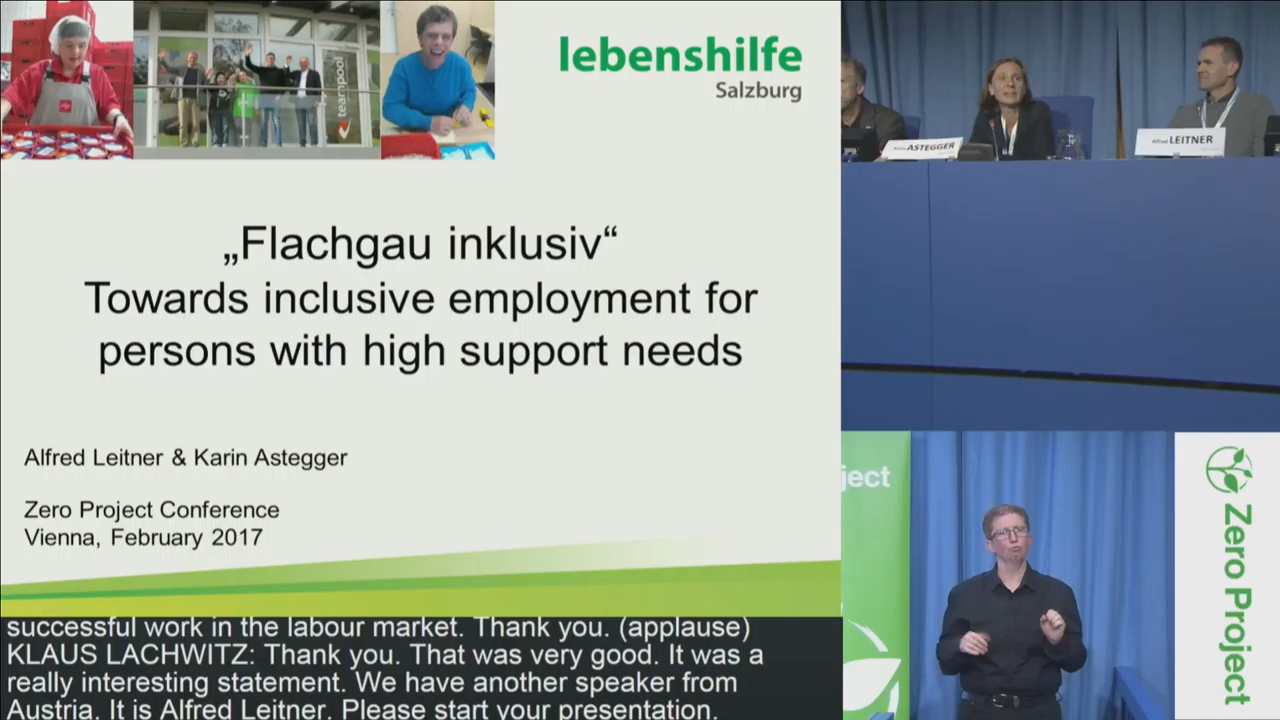 teampool
lebenshilfe
Salzburg
„Flachgau inklusiv“
Towards inclusive employment for
persons with high support needs
Alfred Leitner & Karin Astegger
Zero Project Conference
Vienna, February 2017
successful work in the labour market. Thank you. (applause)
KLAUS LACHWITZ: Thank you. That was very good. It was a
really interesting statement. We have another speaker from
Austria. It is Alfred Leitner. Please start your presentation.
ASTEGGER
Alfred LEITNER
ject
Zero Project